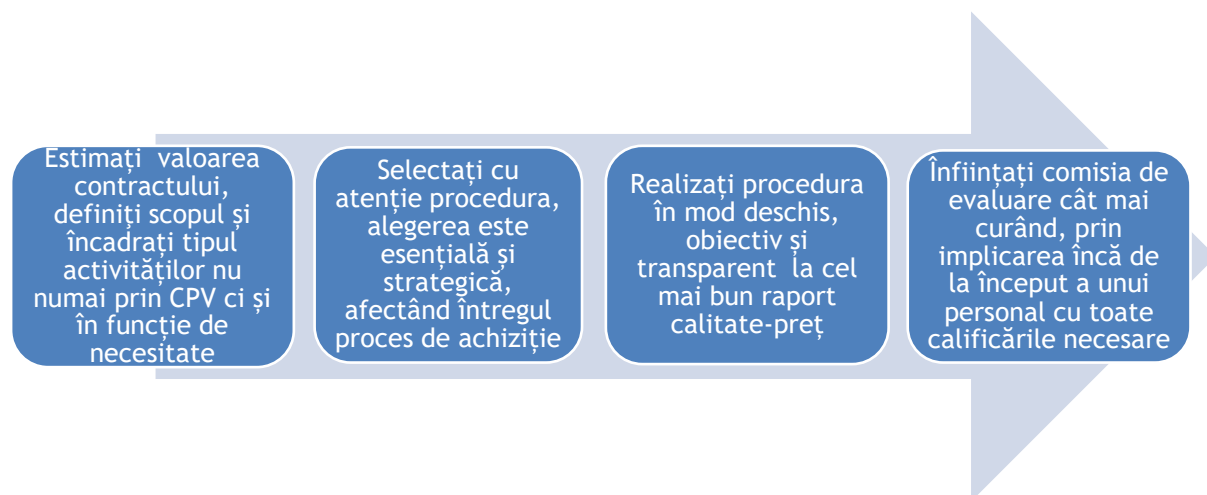 Estimați  valoarea
contractului,
definiți scopul și
încadrați tipul
activităților nu
numai prin CPV ci și
în funcție de
necesitate
Selectați cu
atenție procedura,
alegerea este
esențială și
strategică,
afectând întregul
proces de achiziție
Realizați procedura
în mod deschis,
obiectiv și
transparent  la cel
mai bun raport
calitate-preț
Înființați comisia de
evaluare cât mai
curând, prin
implicarea încă de
la început a unui
personal cu toate
calificările necesare